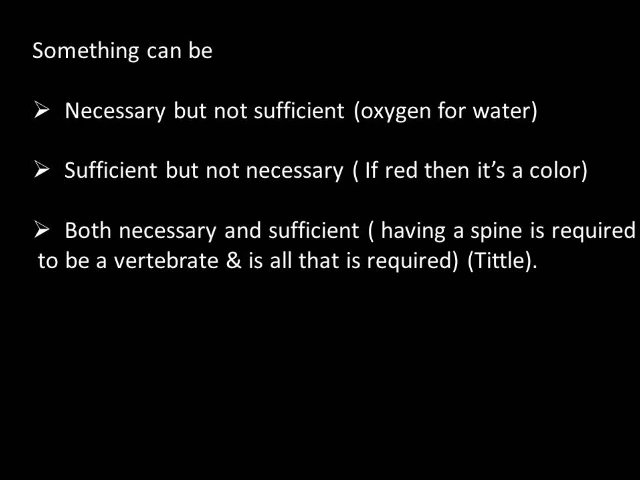 Something can be
➢ Necessary but not sufficient (oxygen for water)
➢ Sufficient but not necessary ( If red then it’s a color)
➢ Both necessary and sufficient ( having a spine is required
to be a vertebrate & is all that is required) (Tittle).